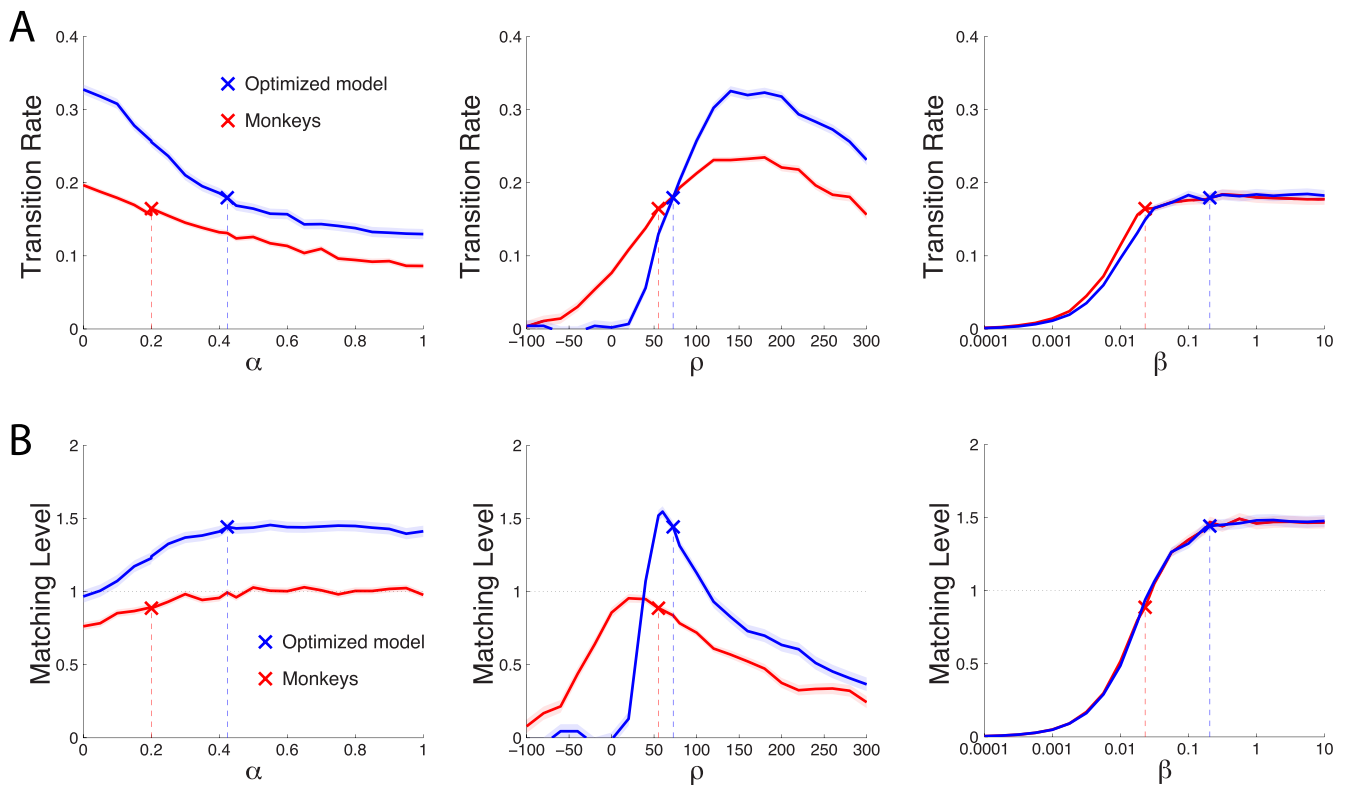 A
Transition Rate
0.4
0.3
0.2
0.1
0
0 0.2 0.4 0.6 0.8 1
α
Optimized model
Monkeys
Transition Rate
0.4
0.3
0.2
0.1
0
−100 −50 0 50 100 150 200 250 300
ρ
Transition Rate
0.4
0.3
0.2
0.1
0
0.0001 0.001 0.01 0.1 1 10
β
B
Matching Level
2
1.5
1
0.5
0
0 0.2 0.4 0.6 0.8 1
α
Optimized model
Monkeys
Matching Level
2
1.5
1
0.5
0
−100 −50 0 50 100 150 200 250 300
ρ
Matching Level
2
1.5
1
0.5
0
0.0001 0.001 0.01 0.1 1 10
β